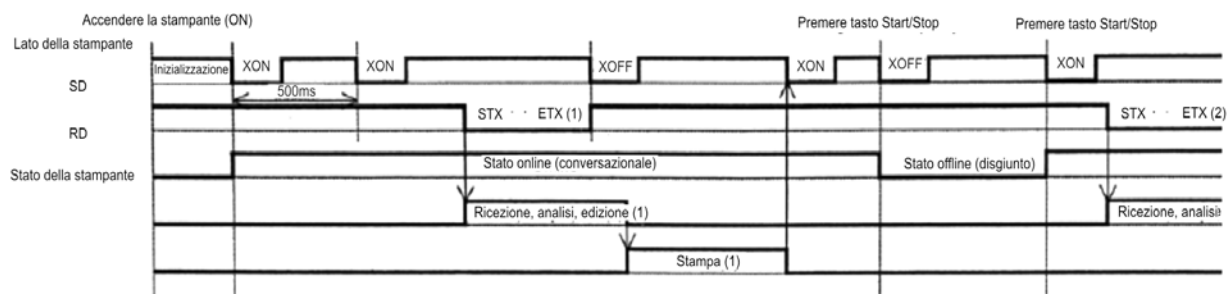 Accendere la stampante (ON)
Premere tasto Start/Stop
Premere tasto Start/Stop
Lato della stampante
Inizializzazione
XON
XON
XOFF
XON
XOFF
XON
SD
500ms
STX ·· ETX (1)
STX ·· ETX (2)
RD
Stato online (conversazionale)
Stato offline (disgiunto)
Stato della stampante
Ricezione, analisi, edizione (1)
Ricezione, analisi
Stampa (1)